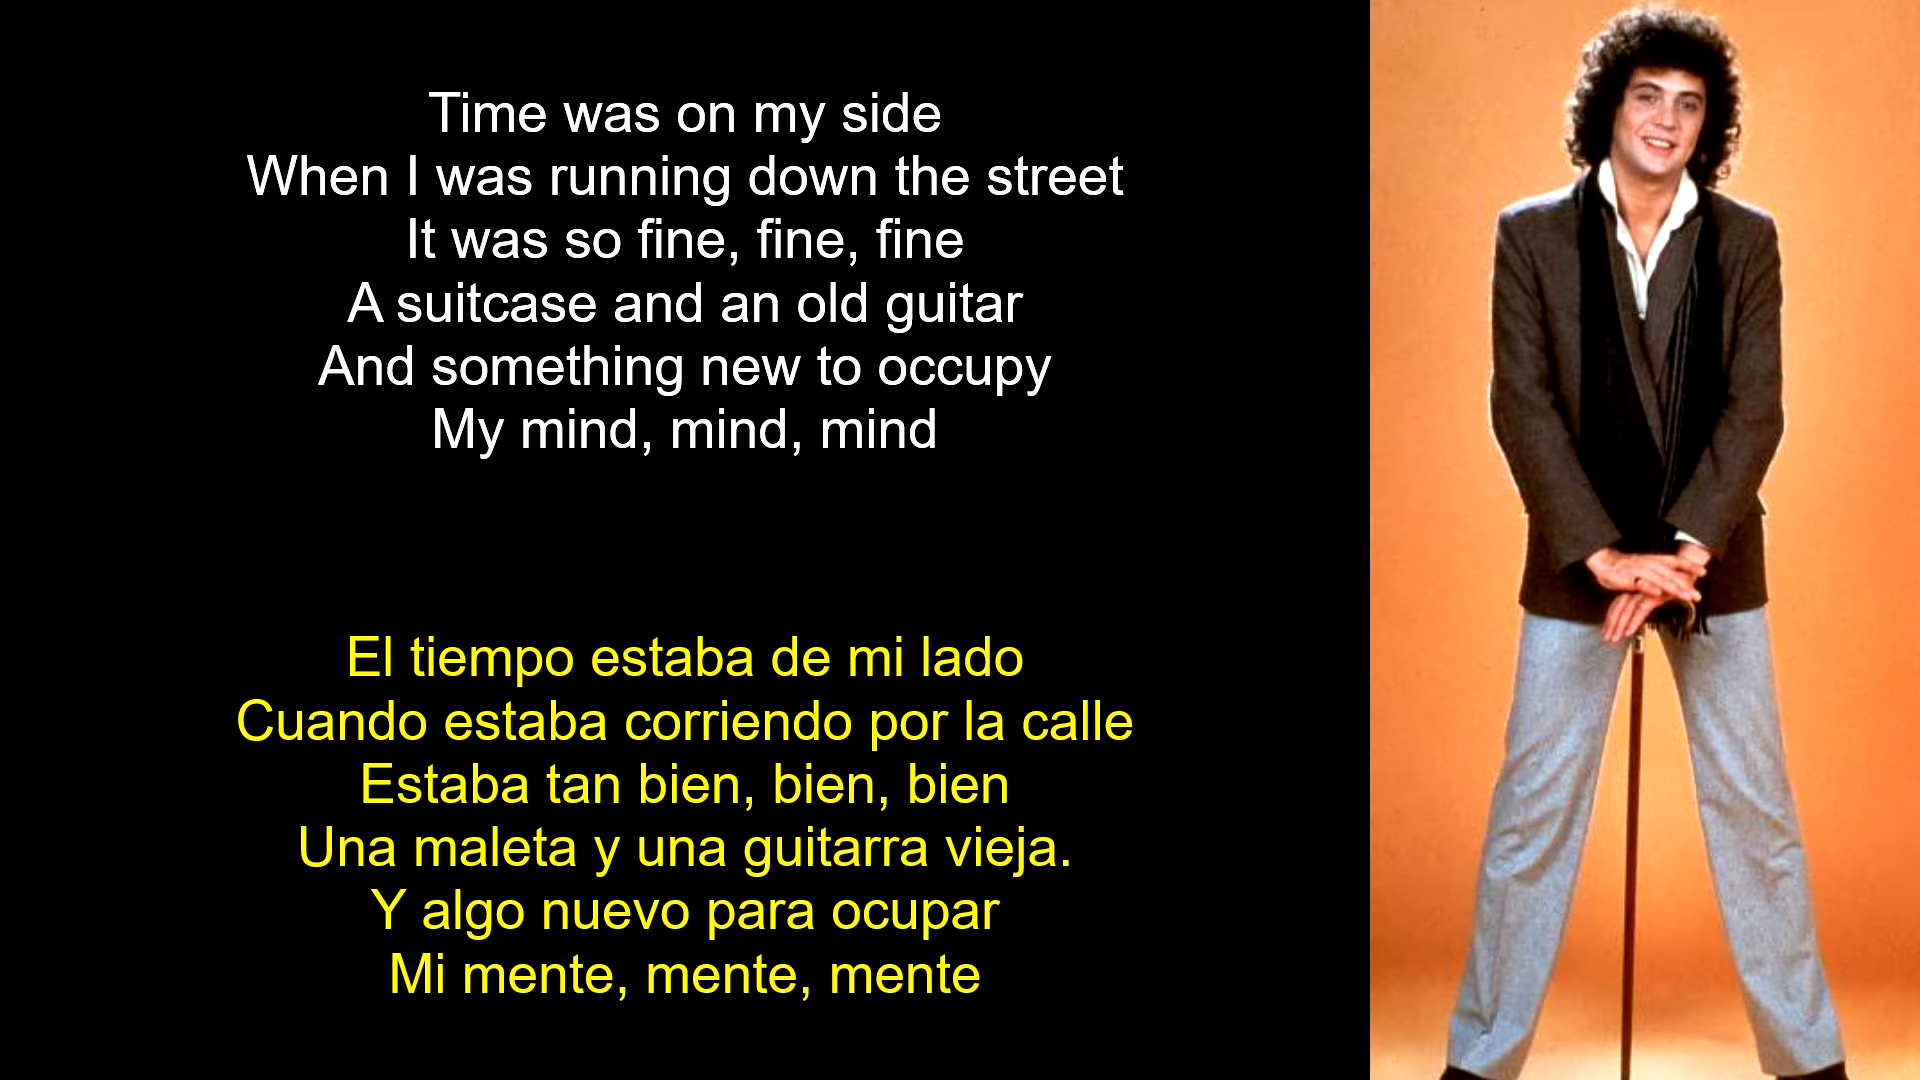 Time was on my side
When I was running down the street
It was so fine, fine, fine
A suitcase and an old guitar
And something new to occupy
My mind, mind, mind
El tiempo estaba de mi lado
Cuando estaba corriendo por la calle
Estaba tan bien, bien, bien
Una maleta y una guitarra vieja.
Y algo nuevo para ocupar
Mi mente, mente, mente